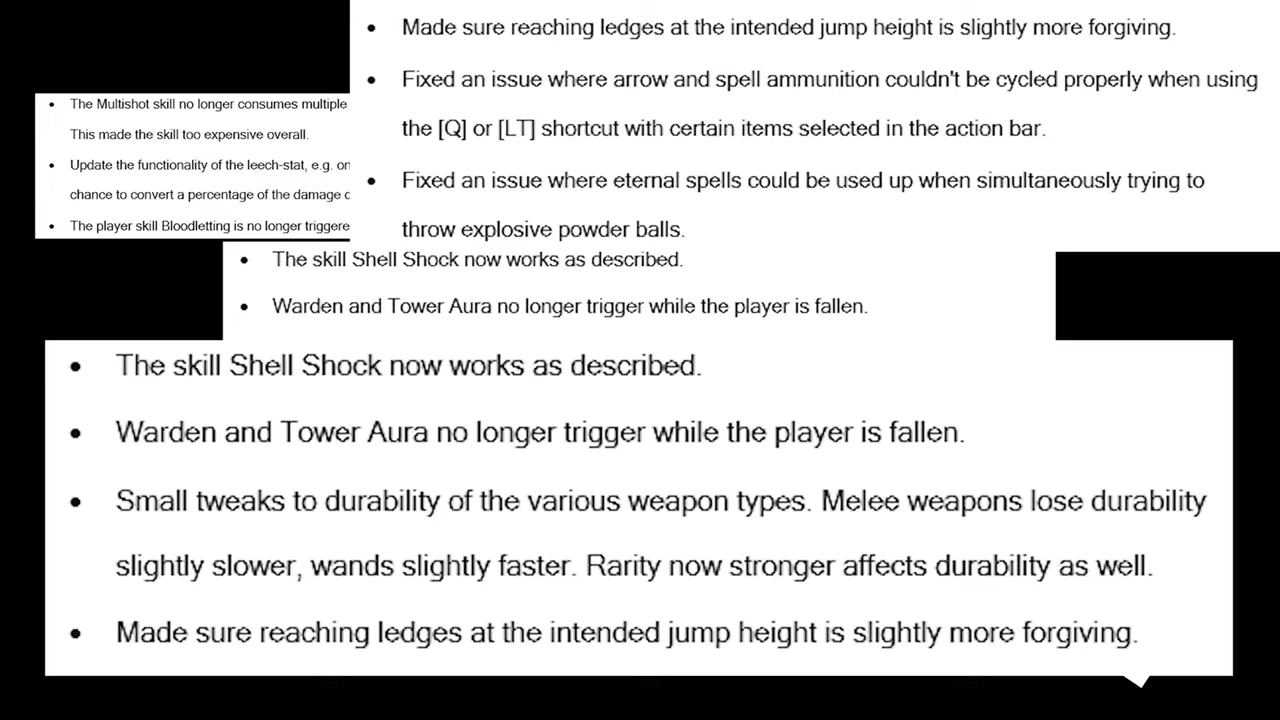 Made sure reaching ledges at the intended jump height is slightly more forgiving.
Fixed an issue where arrow and spell ammunition couldn't be cycled properly when using
the [Q] or [LT] shortcut with certain items selected in the action bar.
Fixed an issue where eternal spells could be used up when simultaneously trying to
throw explosive powder balls.
The Multishot skill no longer consumes multiple
This made the skill too expensive overall.
Update the functionality of the leech-stat, e.g. on
chance to convert a percentage of the damage
The player skill Bloodletting is no longer
The skill Shell Shock now works as described.
Warden and Tower Aura no longer trigger while the player is fallen.
The skill Shell Shock now works as described.
Warden and Tower Aura no longer trigger while the player is fallen.
Small tweaks to durability of the various weapon types. Melee weapons lose durability
slightly slower, wands slightly faster. Rarity now stronger affects durability as well.
Made sure reaching ledges at the intended jump height is slightly more forgiving.